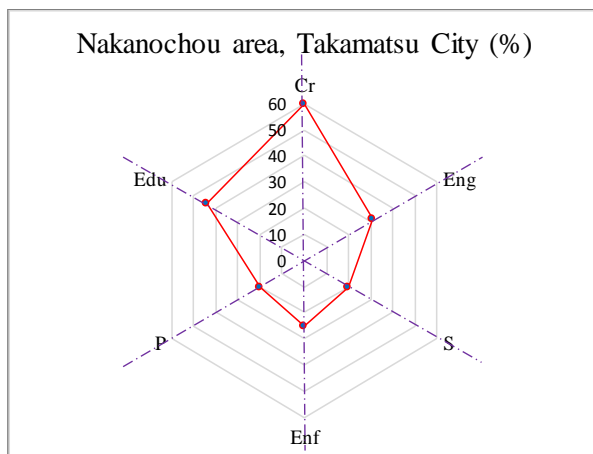 Nakanochou area, Takamatsu City (%)
Cr
60
50
40
30
20
10
0
Edu
Eng
P
S
Enf